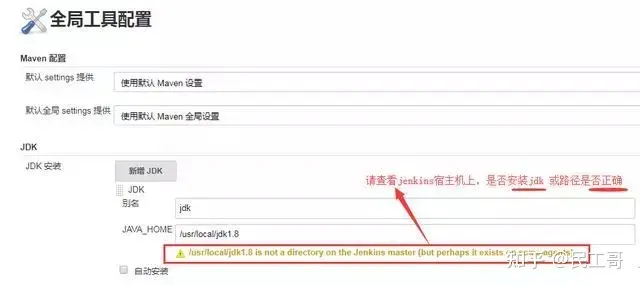 全局工具配置
Maven 配置
默认 settings 提供
使用默认 Maven 设置
默认全局 settings 提供
使用默认 Maven 全局设置
JDK
JDK 安装
新增 JDK
请查看jenkins宿主机上，是否安装jdk 或路径是否正确
JDK
别名
jdk
JAVA_HOME
/usr/local/jdk1.8
/usr/local/jdk1.8 is not a directory on the Jenkins master (but perhaps it exists
自动安装
知乎 @民工哥